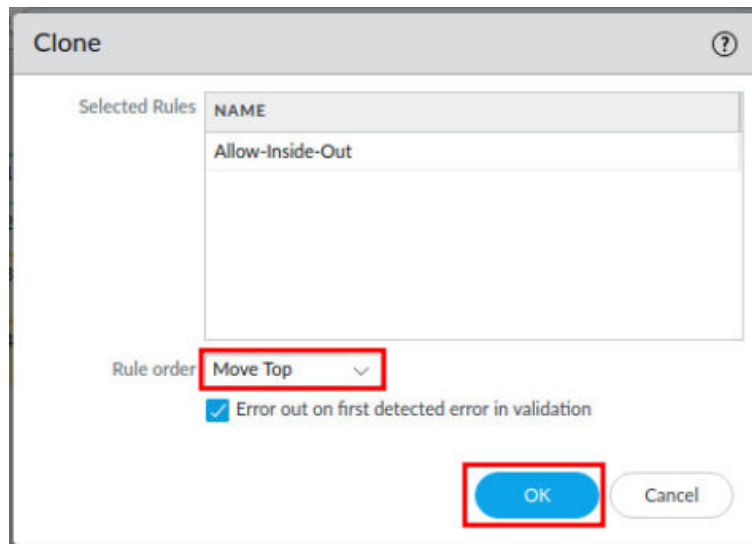 Clone
?
Selected Rules
NAME
Allow-Inside-Out
Rule order Move Top
Error out on first detected error in validation
OK Cancel